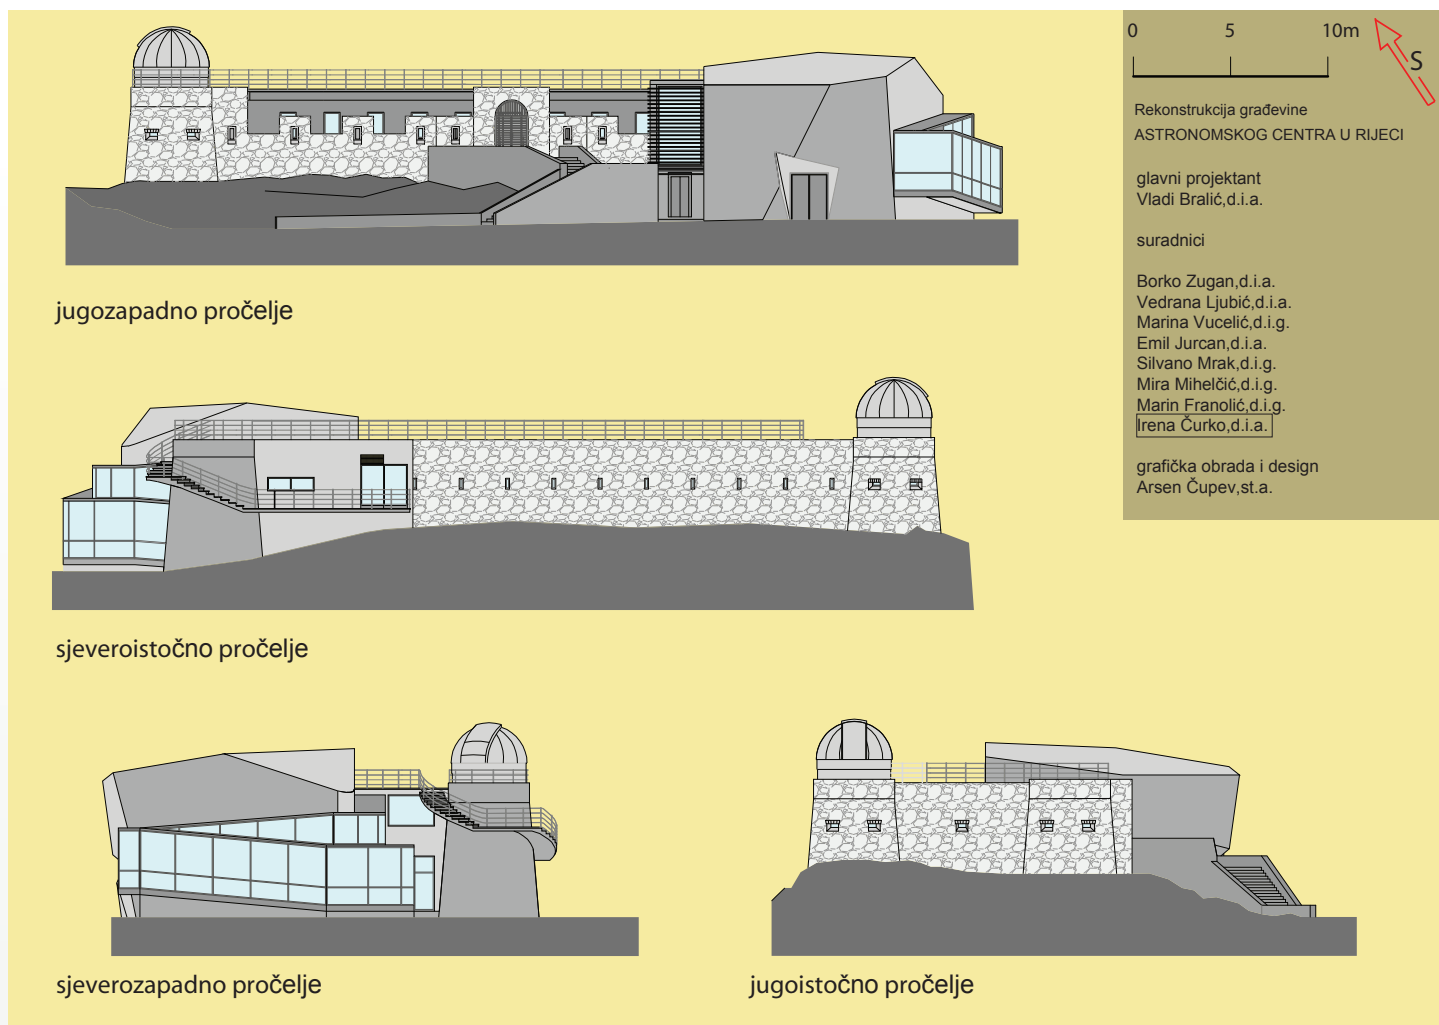 0 5 10m
S
Rekonstrukcija građevine
ASTRONOMSKOG CENTRA U RIJECI
glavni projektant
Vladi Bralić,d.i.a.
suradnici
Borko Zugan,d.i.a.
Vedrana Ljubić,d.i.a.
Marina Vucelić,d.i.g.
Emil Jurcan,d.i.a.
Silvano Mrak,d.i.g.
Mira Mihelčić,d.i.g.
Marin Franolić,d.i.g.
Irena Čurko,d.i.a.
grafička obrada i design
Arsen Čupev,st.a.
jugozapadno pročelje
sjeveroistočno pročelje
sjeverozapadno pročelje
jugoistočno pročelje